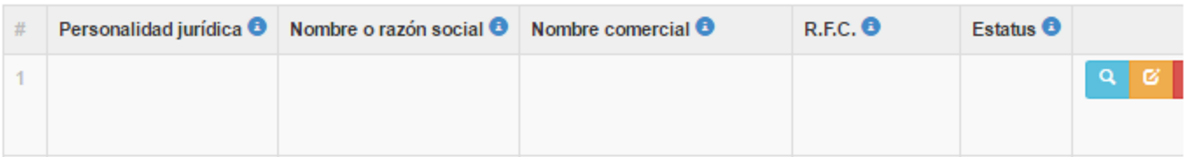 # Personalidad jurídica Nombre o razón social Nombre comercial R.F.C. Estatus
1